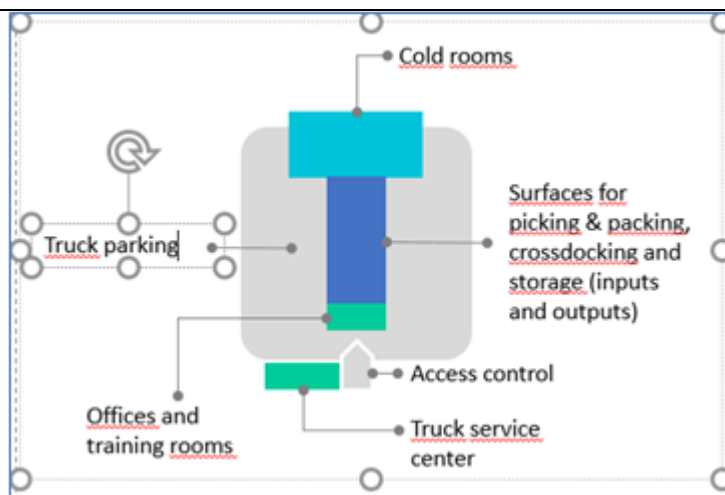 Cold rooms
Truck parking
Surfaces for
picking & packing,
crossdocking and
storage (inputs
and outputs)
Access control
Offices and
training rooms
Truck service
center